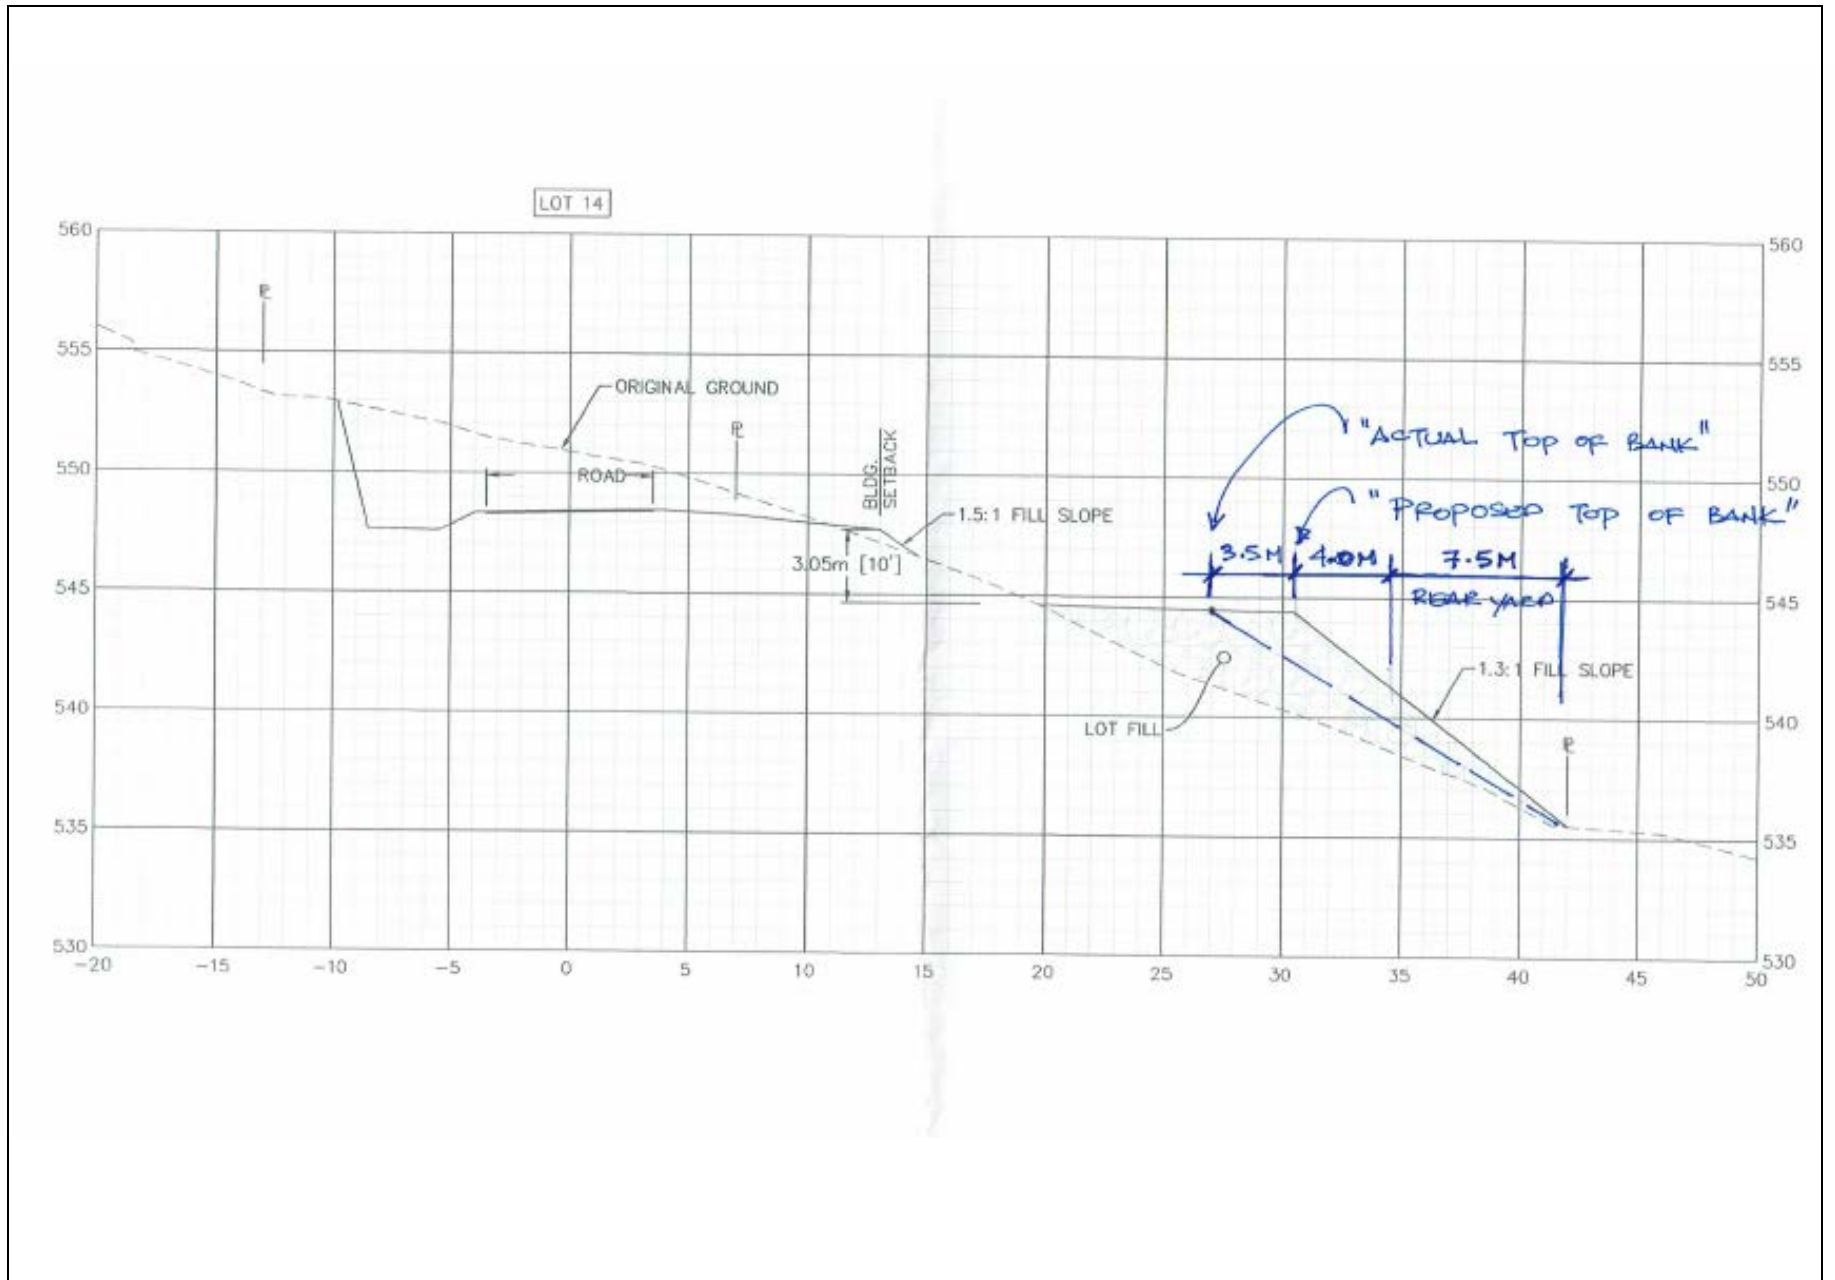 LOT 14
560
560
℄
555
555
ORIGINAL GROUND
℄
BLDG.
SETBACK
"ACTUAL TOP OF BANK"
550
ROAD
550
1.5:1 FILL SLOPE
"PROPOSED TOP OF BANK"
3.05m [10']
3.5M 4.0M 7.5M
545
545
REAR YARD
1.3:1 FILL SLOPE
540
LOT FILL
540
℄
535
535
530
530
-20 -15 -10 -5 0 5 10 15 20 25 30 35 40 45 50